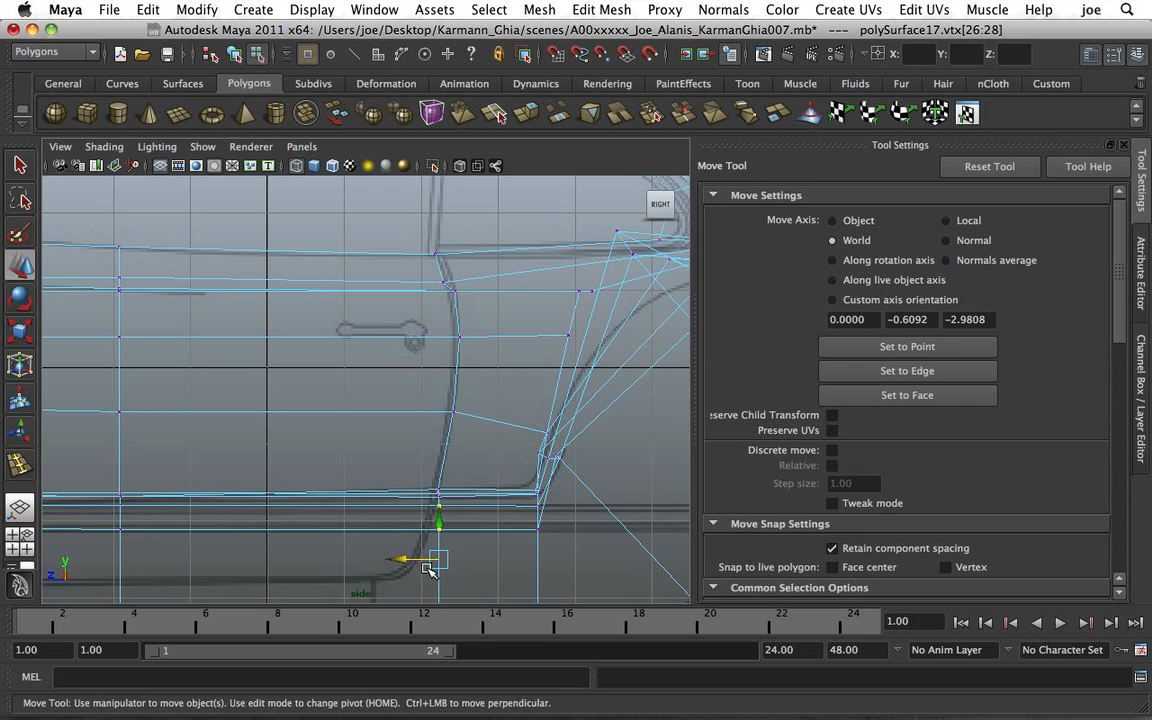 Maya File Edit Modify Create Display Window Assets Select Mesh Edit Mesh Proxy Normals Color Create UVs Edit UVs Muscle Help joe
Autodesk Maya 2011 x64: /Users/joe/Desktop/Karmann_Ghia/scenes/A00xxxxx_Joe_Alanis_KarmanGhia007.mb* --- polySurface17.vtx[26:28]
Polygons X: Y: Z:
General Curves Surfaces Polygons Subdivs Deformation Animation Dynamics Rendering PaintEffects Toon Muscle Fluids Fur Hair nCloth Custom
View Shading Lighting Show Renderer Panels
Tool Settings
Move Tool Reset Tool Tool Help
RIGHT
Move Settings
Move Axis: Object Local
World Normal
Along rotation axis Normals average
Along live object axis
Custom axis orientation
0.0000 -0.6092 -2.9808
Set to Point
Set to Edge
Set to Face
eserve Child Transform
Preserve UVs
Discrete move:
Relative:
Step size: 1.00
Tweak mode
Move Snap Settings
Retain component spacing
Snap to live polygon: Face center Vertex
Common Selection Options
Tool Settings
Attribute Editor
Channel Box / Layer Editor
y
z
side
2 4 6 8 10 12 14 16 18 20 22 24
1.00
1.00 1.00 1 24 24.00 48.00 No Anim Layer No Character Set
MEL
Move Tool: Use manipulator to move object(s). Use edit mode to change pivot (HOME). Ctrl+LMB to move perpendicular.